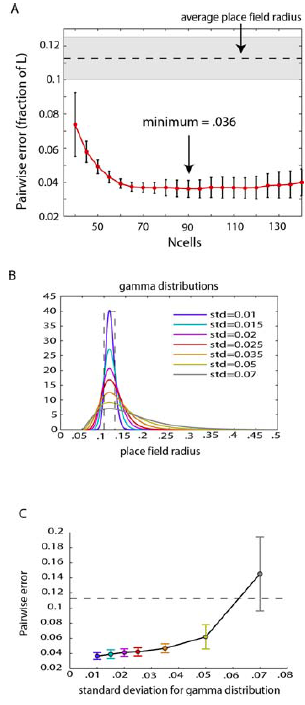 A
average place field radius
0.12
0.1
0.08
0.06
0.04
0.02
Pairwise error (fraction of L)
minimum = .036
50 70 90 110 130
Ncells
B
gamma distributions
45
40
35
30
25
20
15
10
5
0
std=0.01
std=0.015
std=0.02
std=0.025
std=0.035
std=0.05
std=0.07
0 .05 .1 .15 .2 .25 .3 .35 .4 .45 .5
place field radius
C
0.2
0.18
0.16
0.14
0.12
0.1
0.08
0.06
0.04
0.02
Pairwise error
0 .01 .02 .03 .04 .05 .06 .07 .08
standard deviation for gamma distribution